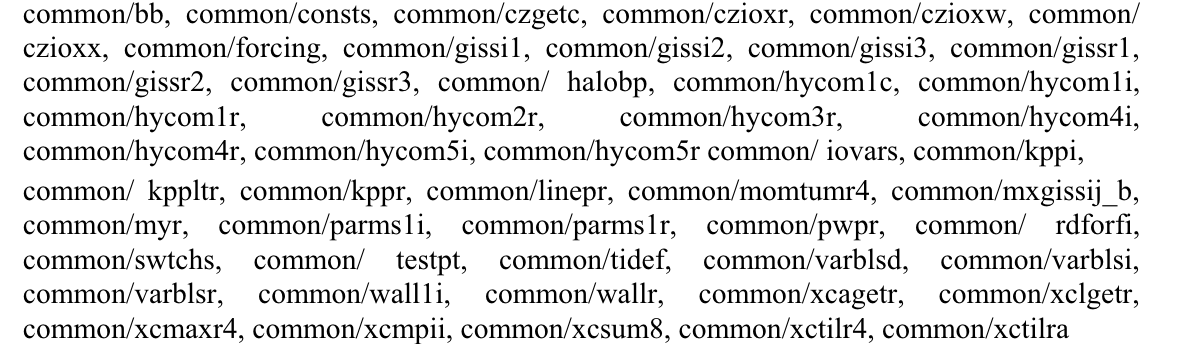 common/bb, common/consts, common/czgetc, common/czioxr, common/czioxw, common/
czioxx, common/forcing, common/gissi1, common/gissi2, common/gissi3, common/gissr1,
common/gissr2, common/gissr3, common/ halobp, common/hycom1c, common/hycom1i,
common/hycom1r, common/hycom2r, common/hycom3r, common/hycom4i,
common/hycom4r, common/hycom5i, common/hycom5r common/ iovars, common/kppi,
common/ kppltr, common/kppr, common/linepr, common/momtumr4, common/mxgissij_b,
common/myr, common/parms1i, common/parms1r, common/pwpr, common/ rdforfi,
common/swtchs, common/ testpt, common/tidef, common/varblsd, common/varblsi,
common/varblsr, common/wall1i, common/wallr, common/xcagetr, common/xclgetr,
common/xcmaxr4, common/xcmpii, common/xcsum8, common/xctilr4, common/xctilra